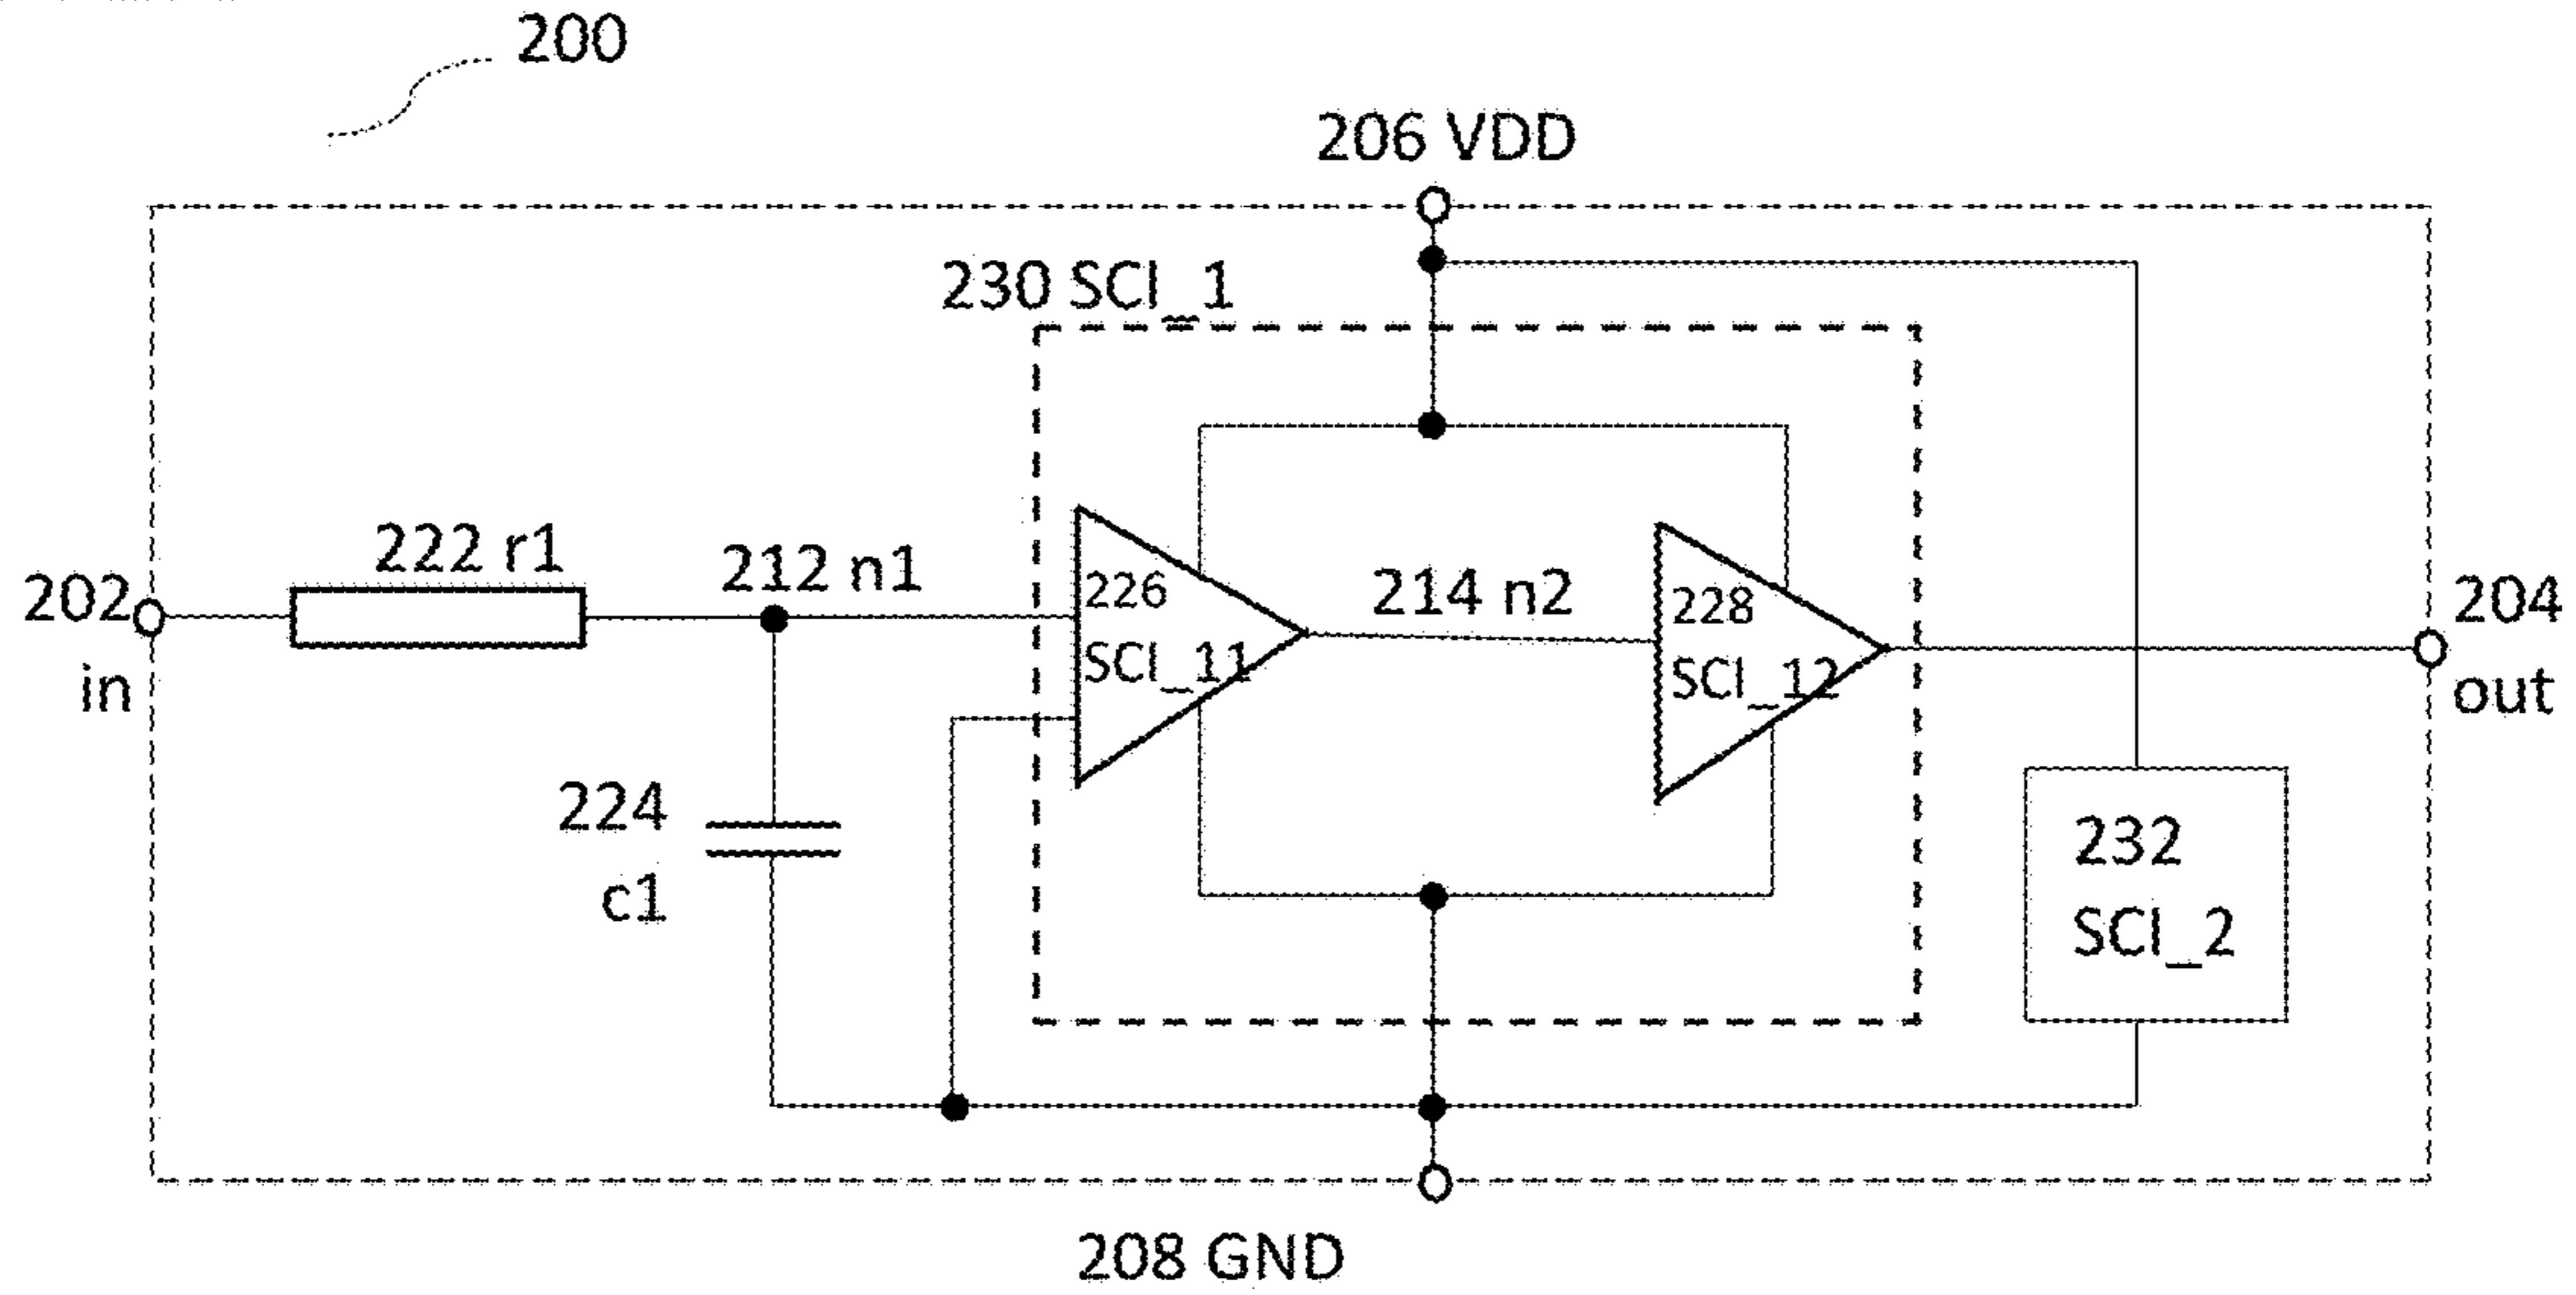 200
206 VDD
230 SCI_1
222 r1
212 n1
202
in
226
SCI_11
214 n2
228
SCI_12
204
out
224
c1
232
SCI_2
208 GND